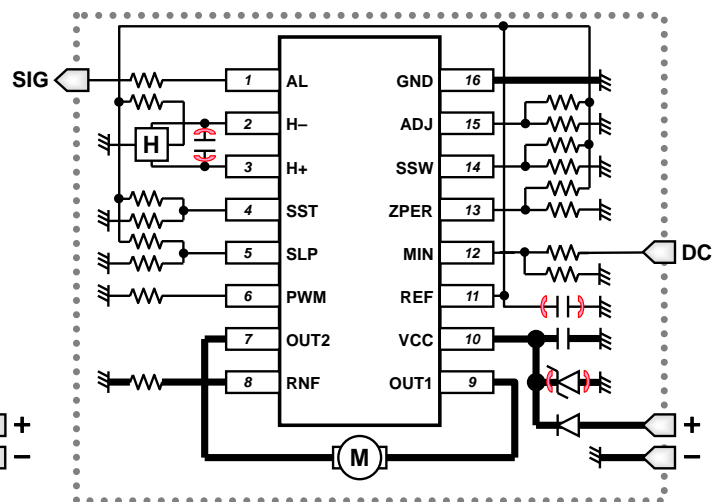 SIG
1 AL
2 H–
3 H+
4 SST
5 SLP
6 PWM
7 OUT2
8 RNF
GND 16
ADJ 15
SSW 14
ZPER 13
MIN 12
REF 11
VCC 10
OUT1 9
H
DC
M
+
–
+
–